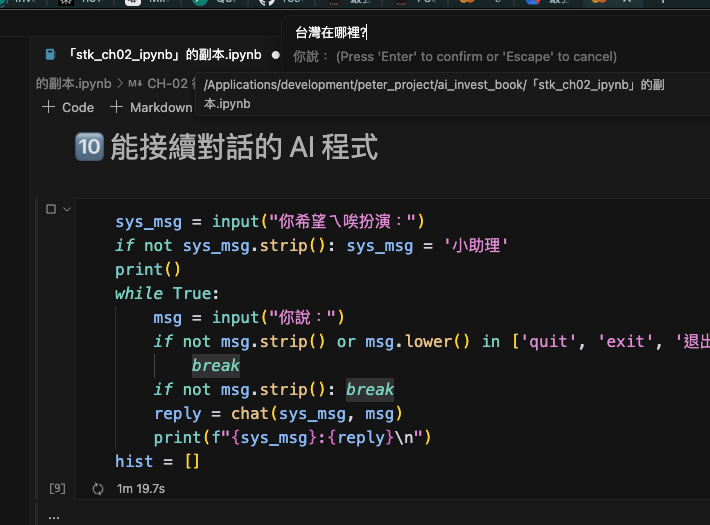 台灣在哪裡?
「stk_ch02_ipynb」的副本.ipynb
你說： (Press 'Enter' to confirm or 'Escape' to cancel)
的副本.ipynb > M↓ CH-02
/Applications/development/peter_project/ai_invest_book/「stk_ch02_ipynb」的副
本.ipynb
+ Code + Markdown
🔟 能接續對話的 AI 程式
sys_msg = input("你希望ㄟ唉扮演：")
if not sys_msg.strip(): sys_msg = '小助理'
print()
while True:
    msg = input("你說：")
    if not msg.strip() or msg.lower() in ['quit', 'exit', '退出
        break
    if not msg.strip(): break
    reply = chat(sys_msg, msg)
    print(f"{sys_msg}:{reply}\n")
hist = []
[9] 1m 19.7s
...